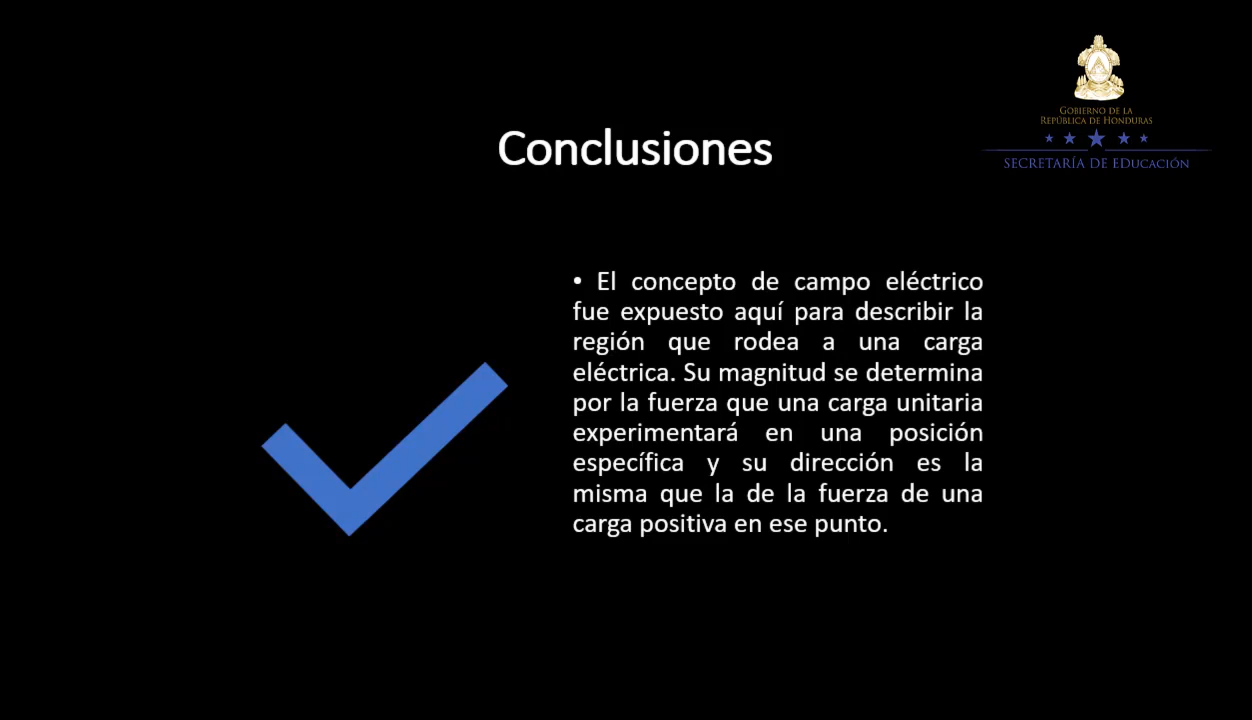 GOBIERNO DE LA
REPÚBLICA DE HONDURAS
SECRETARÍA DE EDUCACIÓN
Conclusiones
• El concepto de campo eléctrico
fue expuesto aquí para describir la
región que rodea a una carga
eléctrica. Su magnitud se determina
por la fuerza que una carga unitaria
experimentará en una posición
específica y su dirección es la
misma que la de la fuerza de una
carga positiva en ese punto.